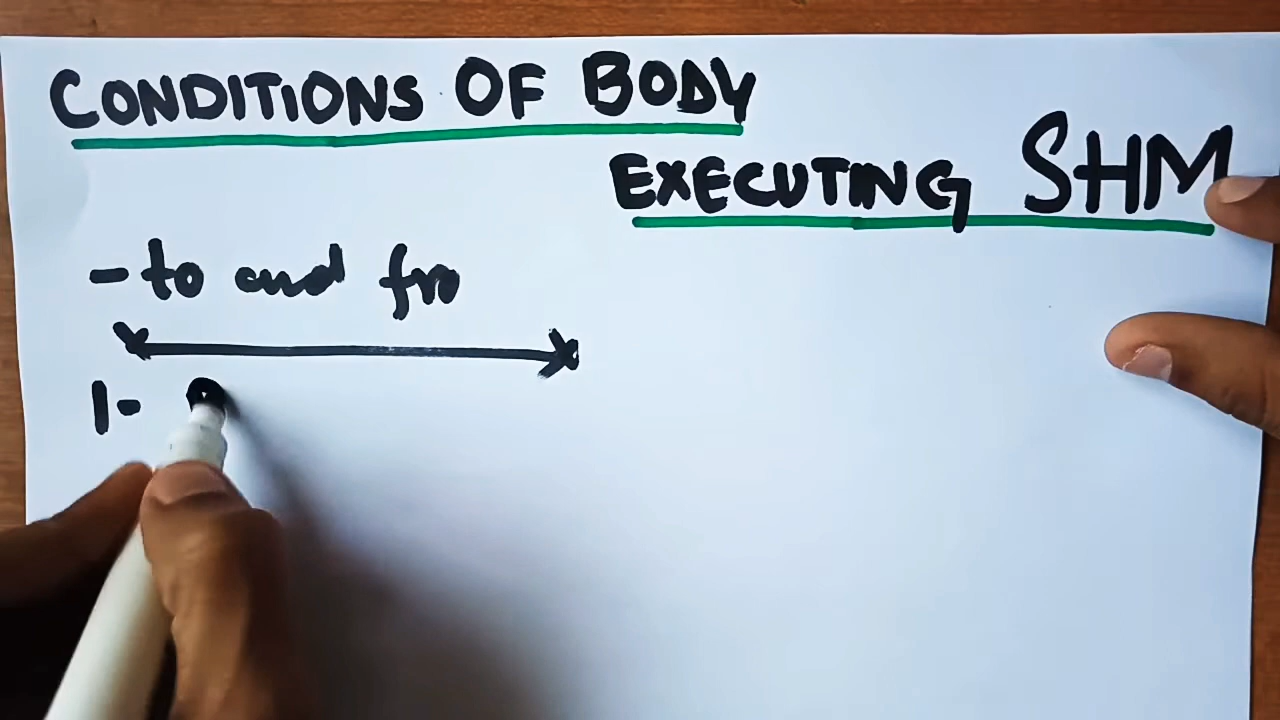 CONDITIONS OF BODY
EXECUTING SHM
- to and fro
1-